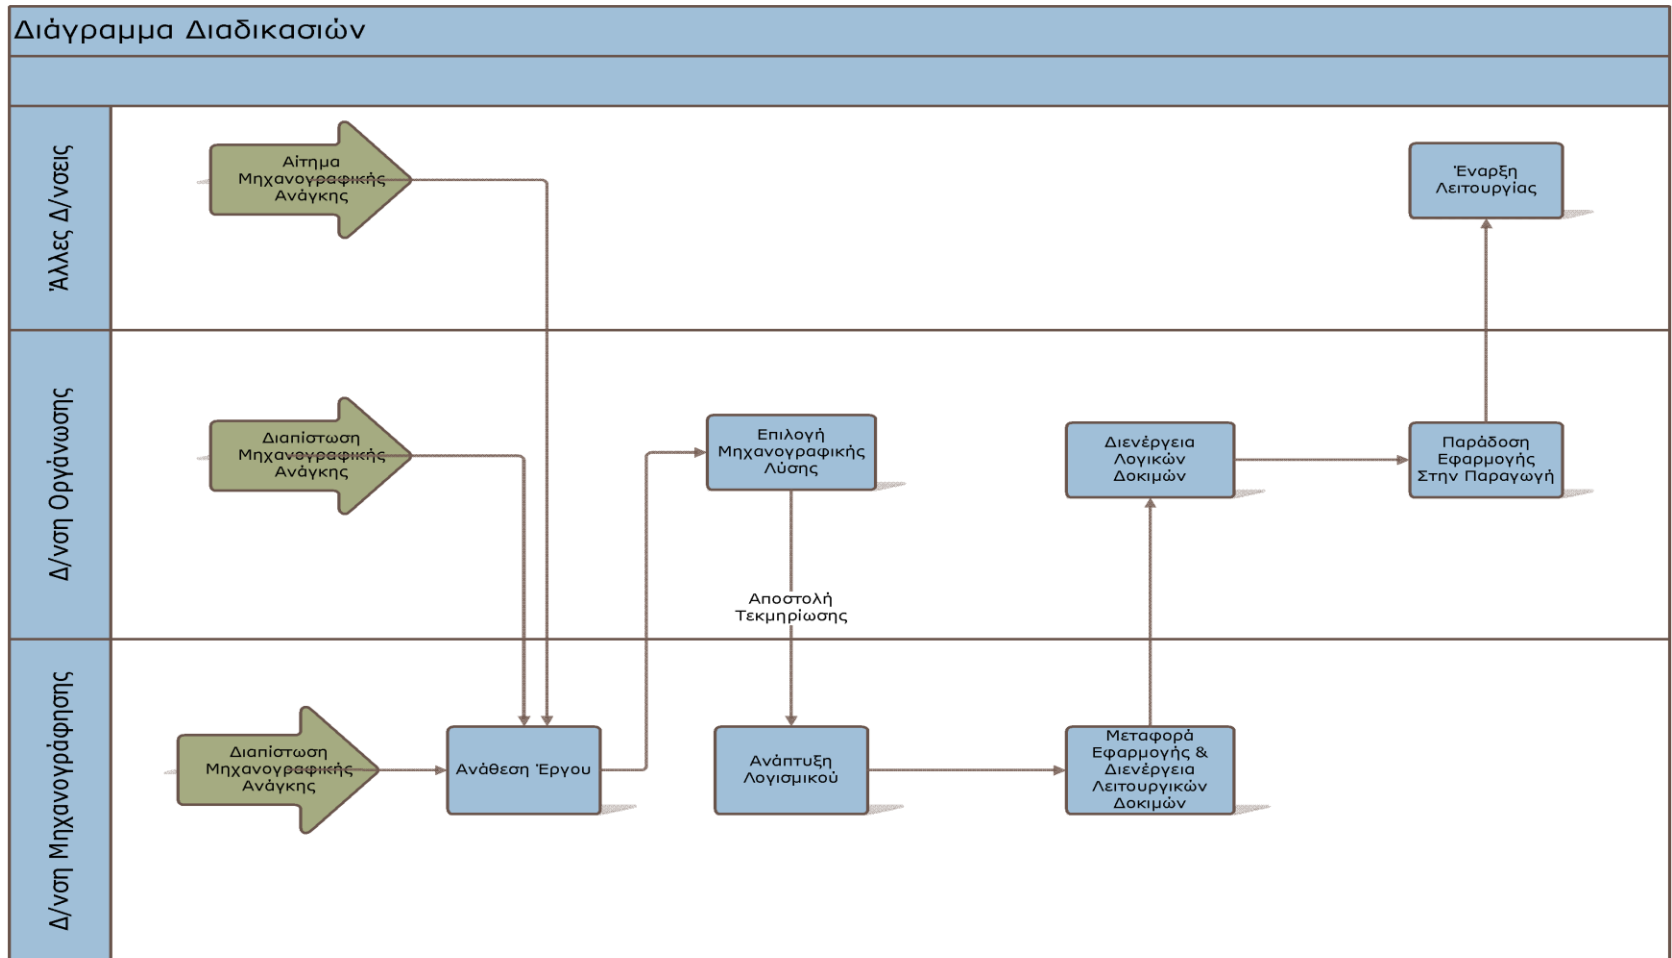 Διάγραμμα Διαδικασιών
Άλλες Δ/νσεις
Αίτημα
Μηχανογραφικής
Ανάγκης
Έναρξη
Λειτουργίας
Δ/νση Οργάνωσης
Διαπίστωση
Μηχανογραφικής
Ανάγκης
Επιλογή
Μηχανογραφικής
Λύσης
Αποστολή
Τεκμηρίωσης
Διενέργεια
Λογικών
Δοκιμών
Παράδοση
Εφαρμογής
Στην Παραγωγή
Δ/νση Μηχανογράφησης
Διαπίστωση
Μηχανογραφικής
Ανάγκης
Ανάθεση Έργου
Ανάπτυξη
Λογισμικού
Μεταφορά
Εφαρμογής &
Διενέργεια
Λειτουργικών
Δοκιμών